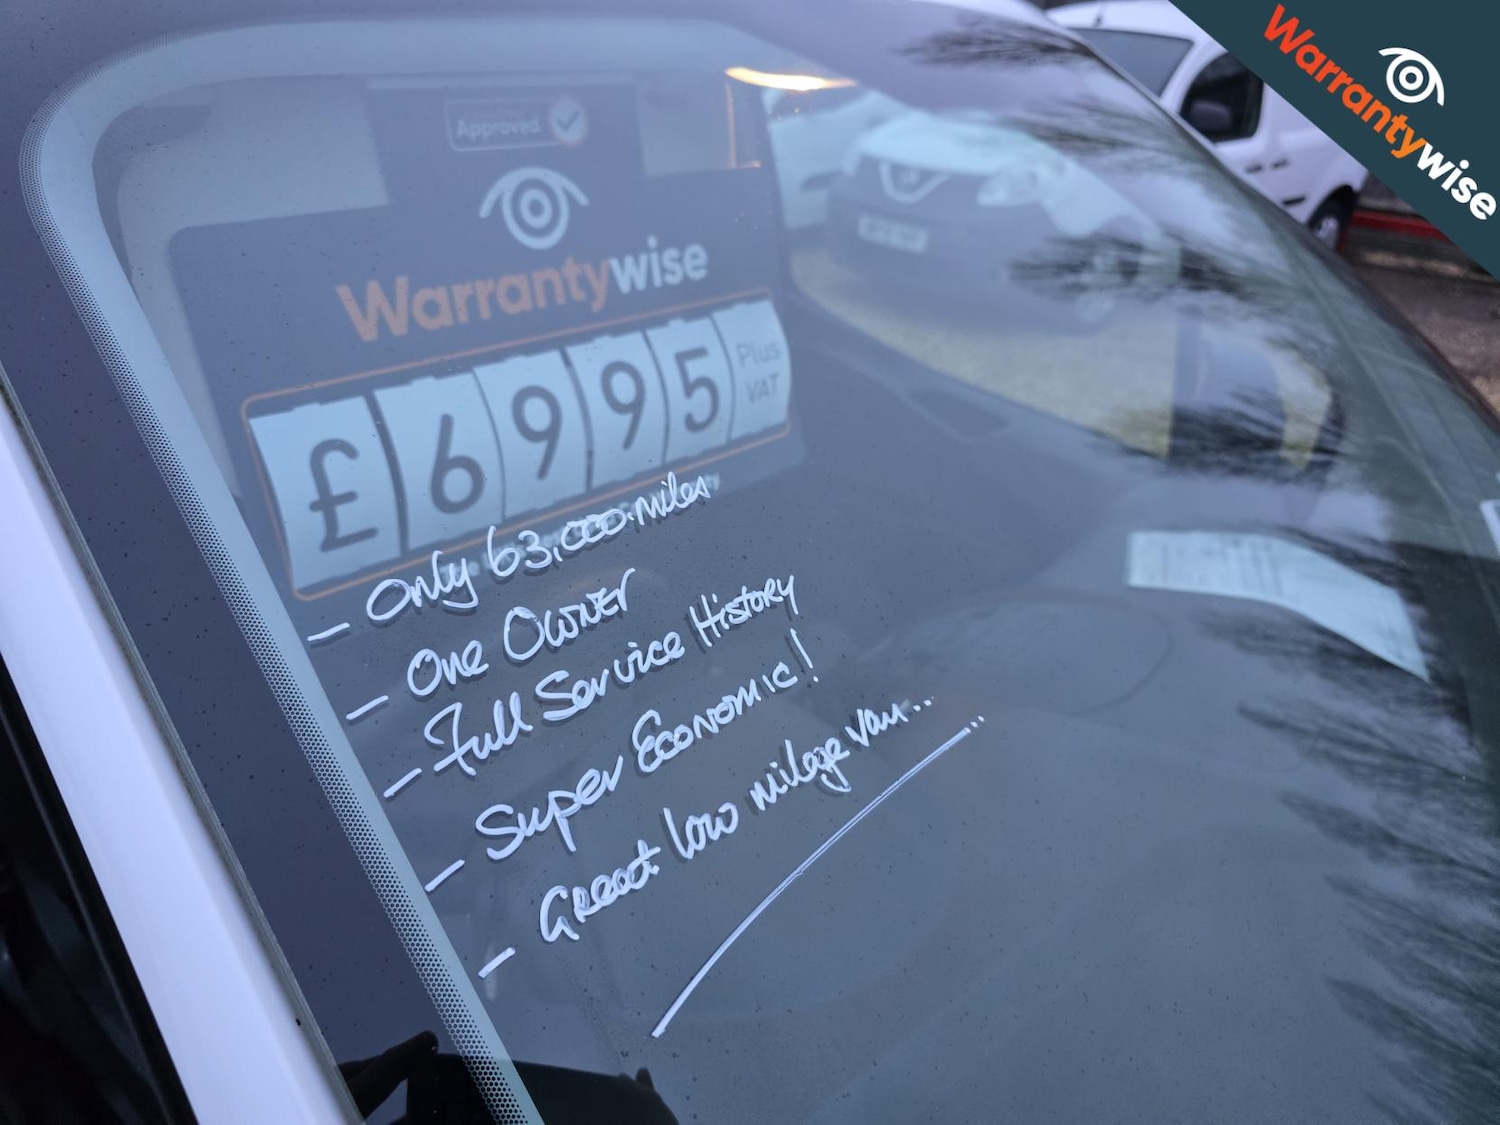 Warrantywise
Approved
Warrantywise
£6995 Plus VAT
- Only 63,000 miles
- One Owner
- Full Service History
- Super Economic!
- Great low milage van..